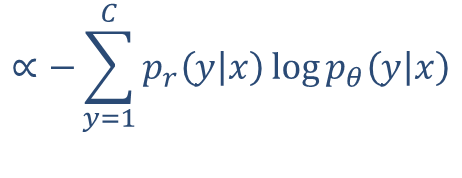 ∝ − ∑_{y=1}^{C} p_r(y|x) log p_θ(y|x)